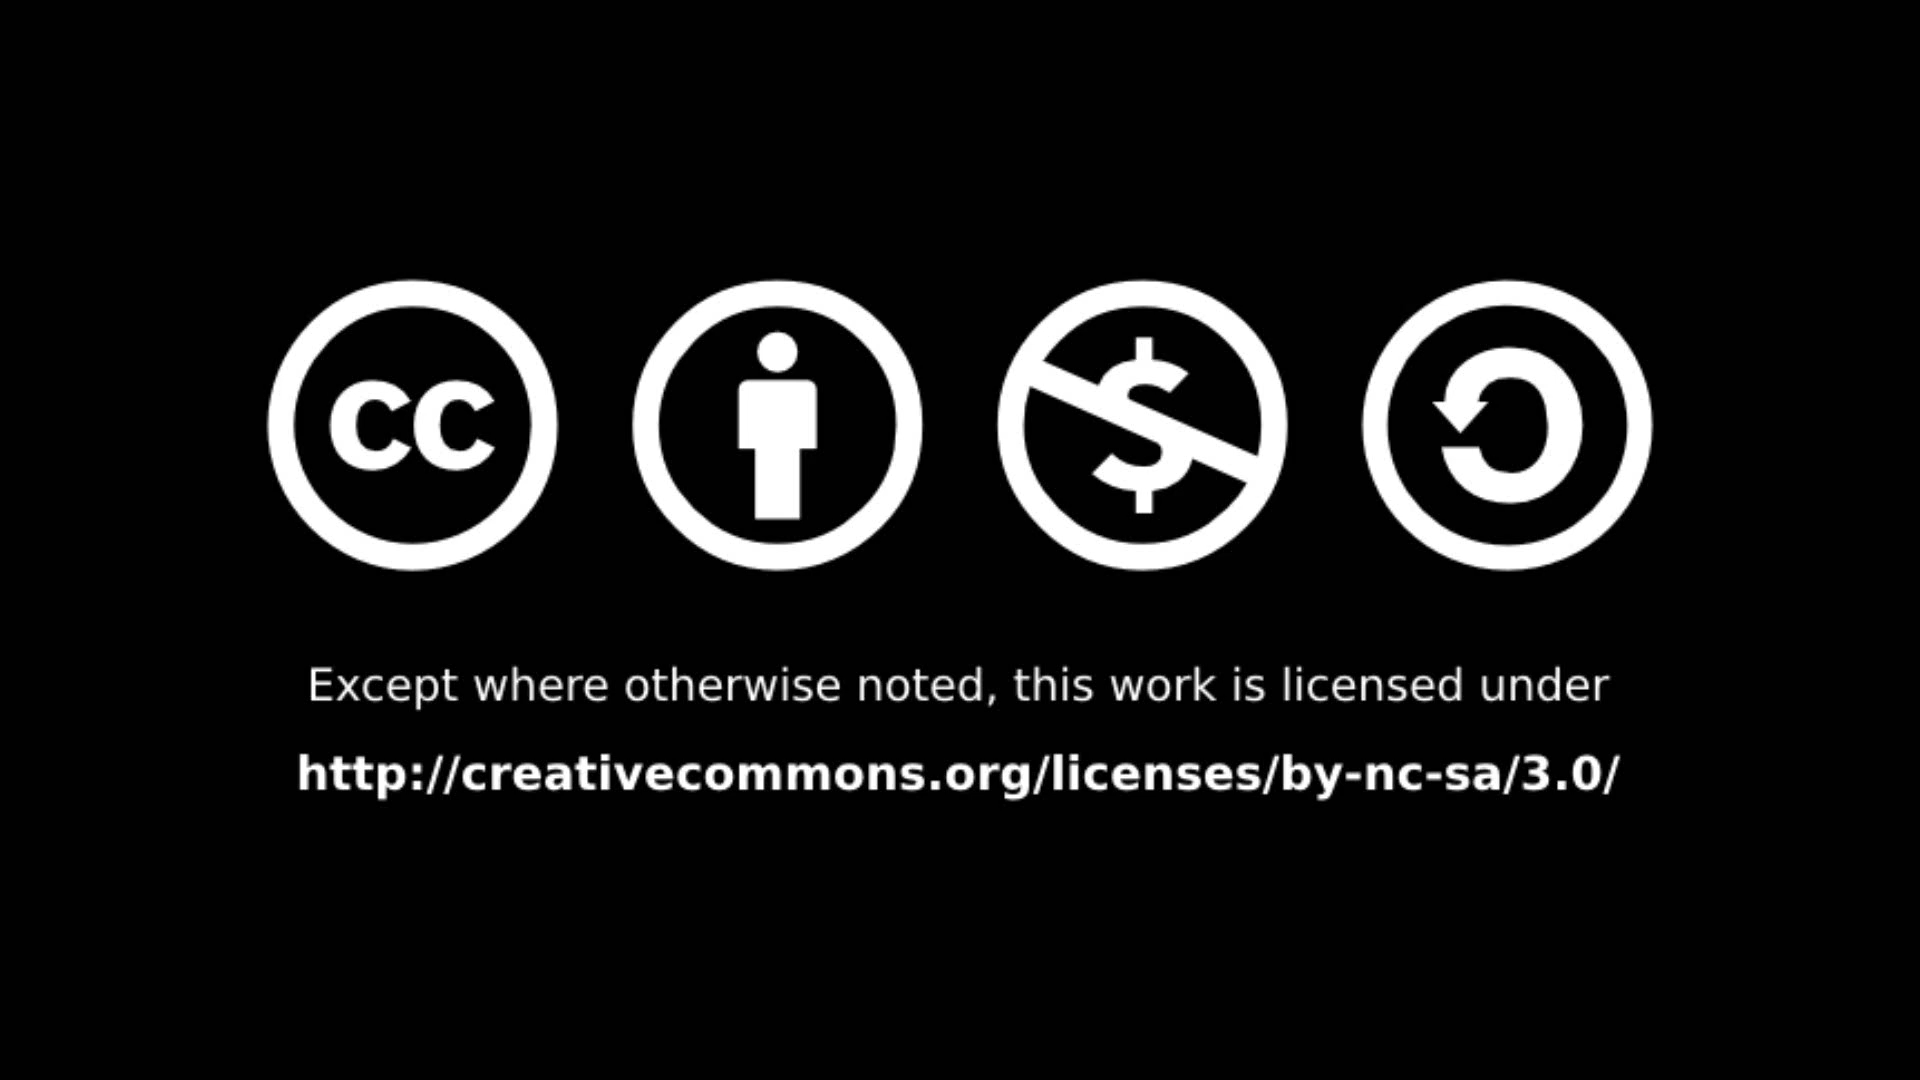 cc
$
Except where otherwise noted, this work is licensed under
http://creativecommons.org/licenses/by-nc-sa/3.0/